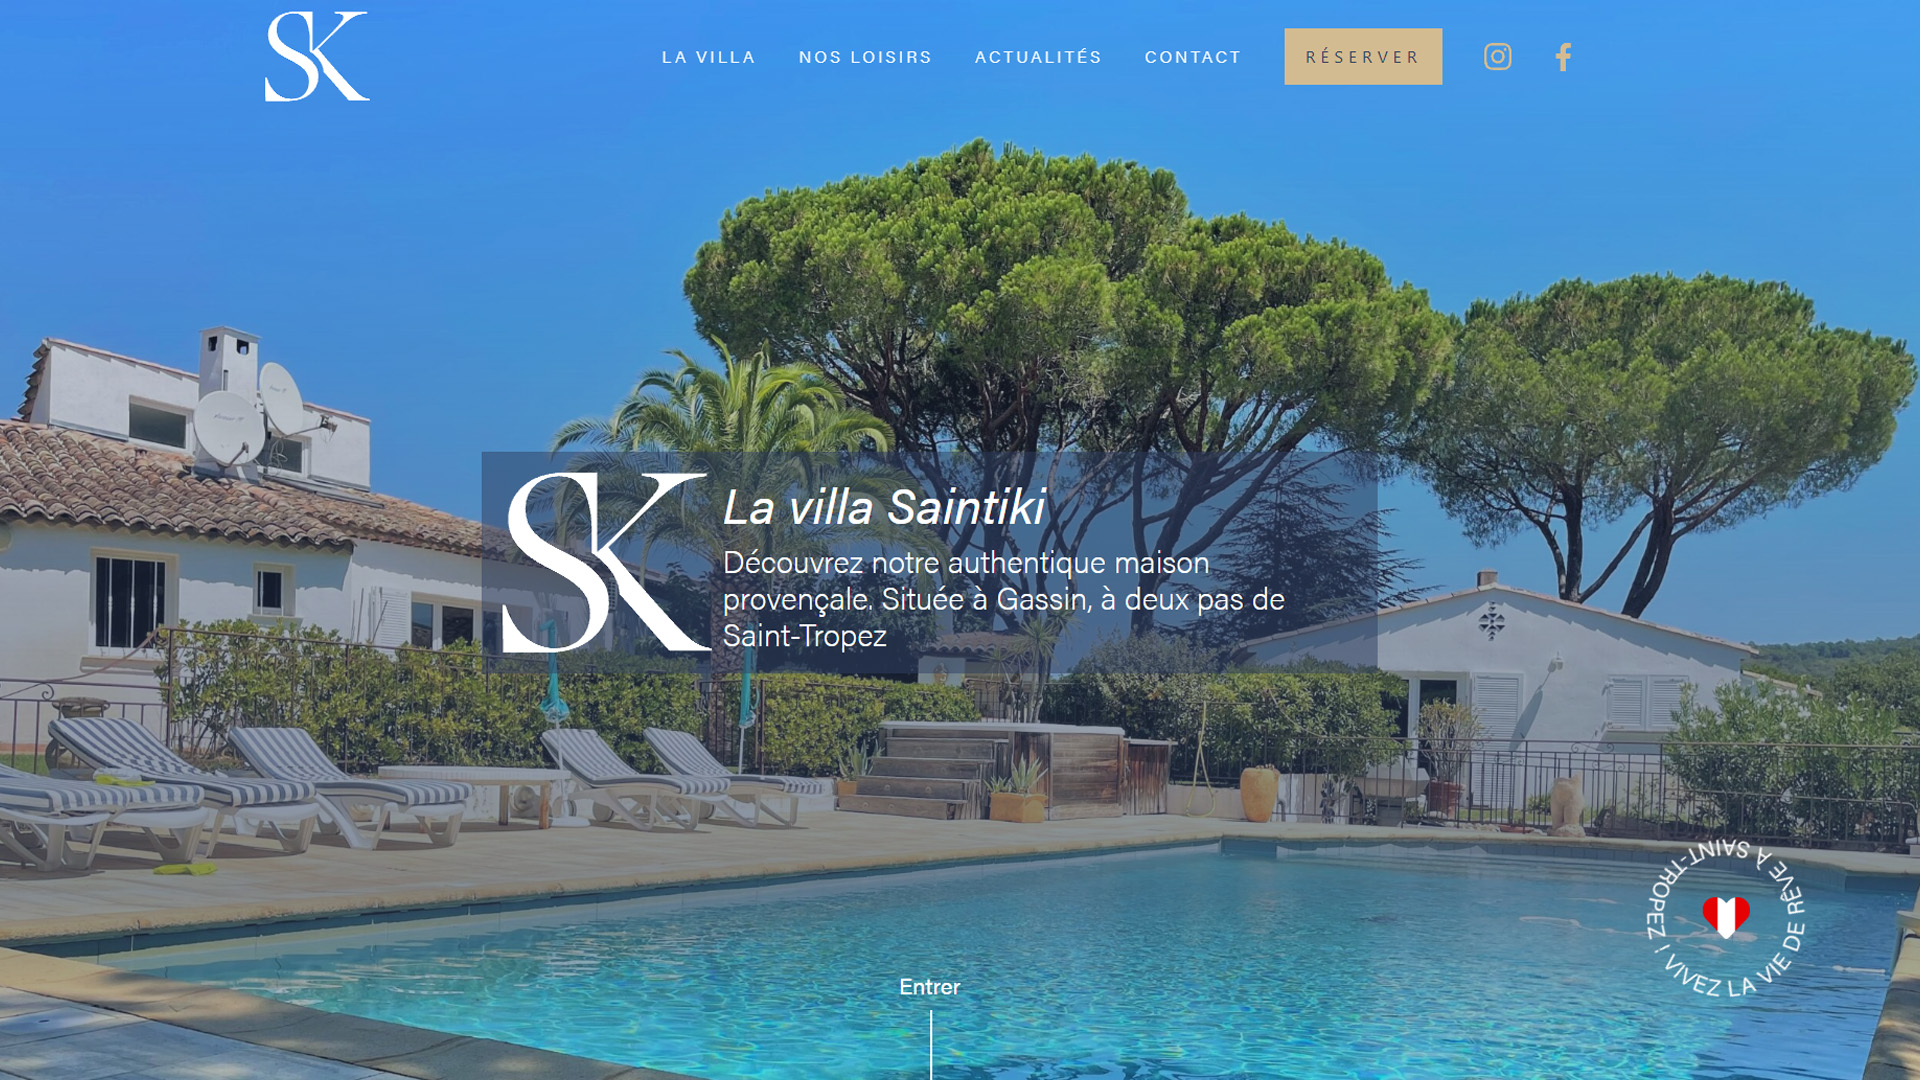 SK
LA VILLA
NOS LOISIRS
ACTUALITÉS
CONTACT
RÉSERVER
SK
La villa Saintiki
Découvrez notre authentique maison
provençale. Située à Gassin, à deux pas de
Saint-Tropez
VIVEZ LA VIE DE RÊVE À SAINT-TROPEZ !
Entrer